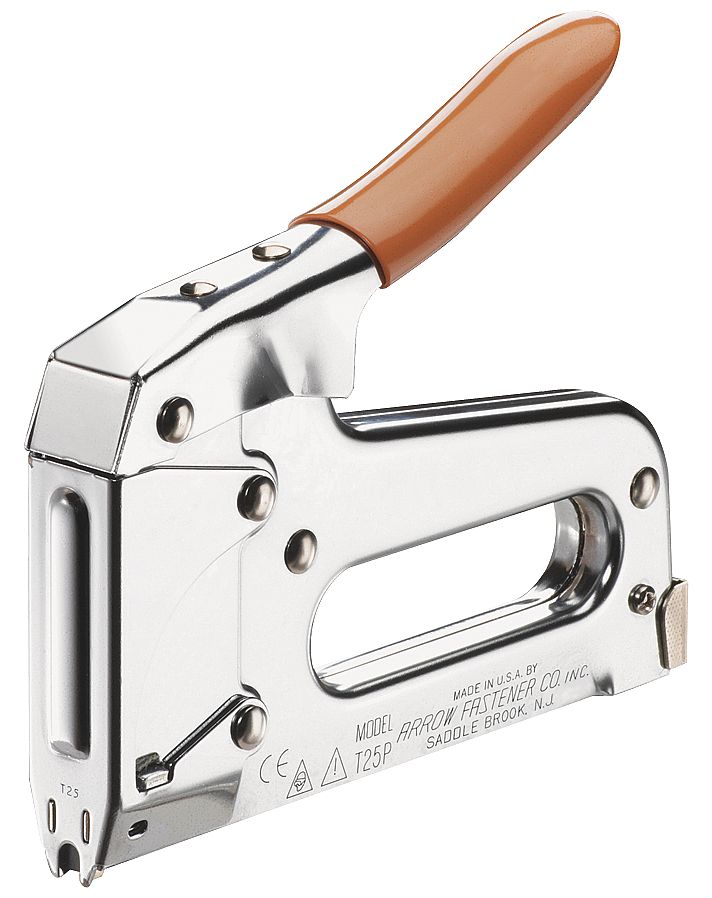 T25
CE
MODEL
T25P
MADE IN U.S.A. BY
ARROW FASTENER CO. INC.
SADDLE BROOK, N.J.